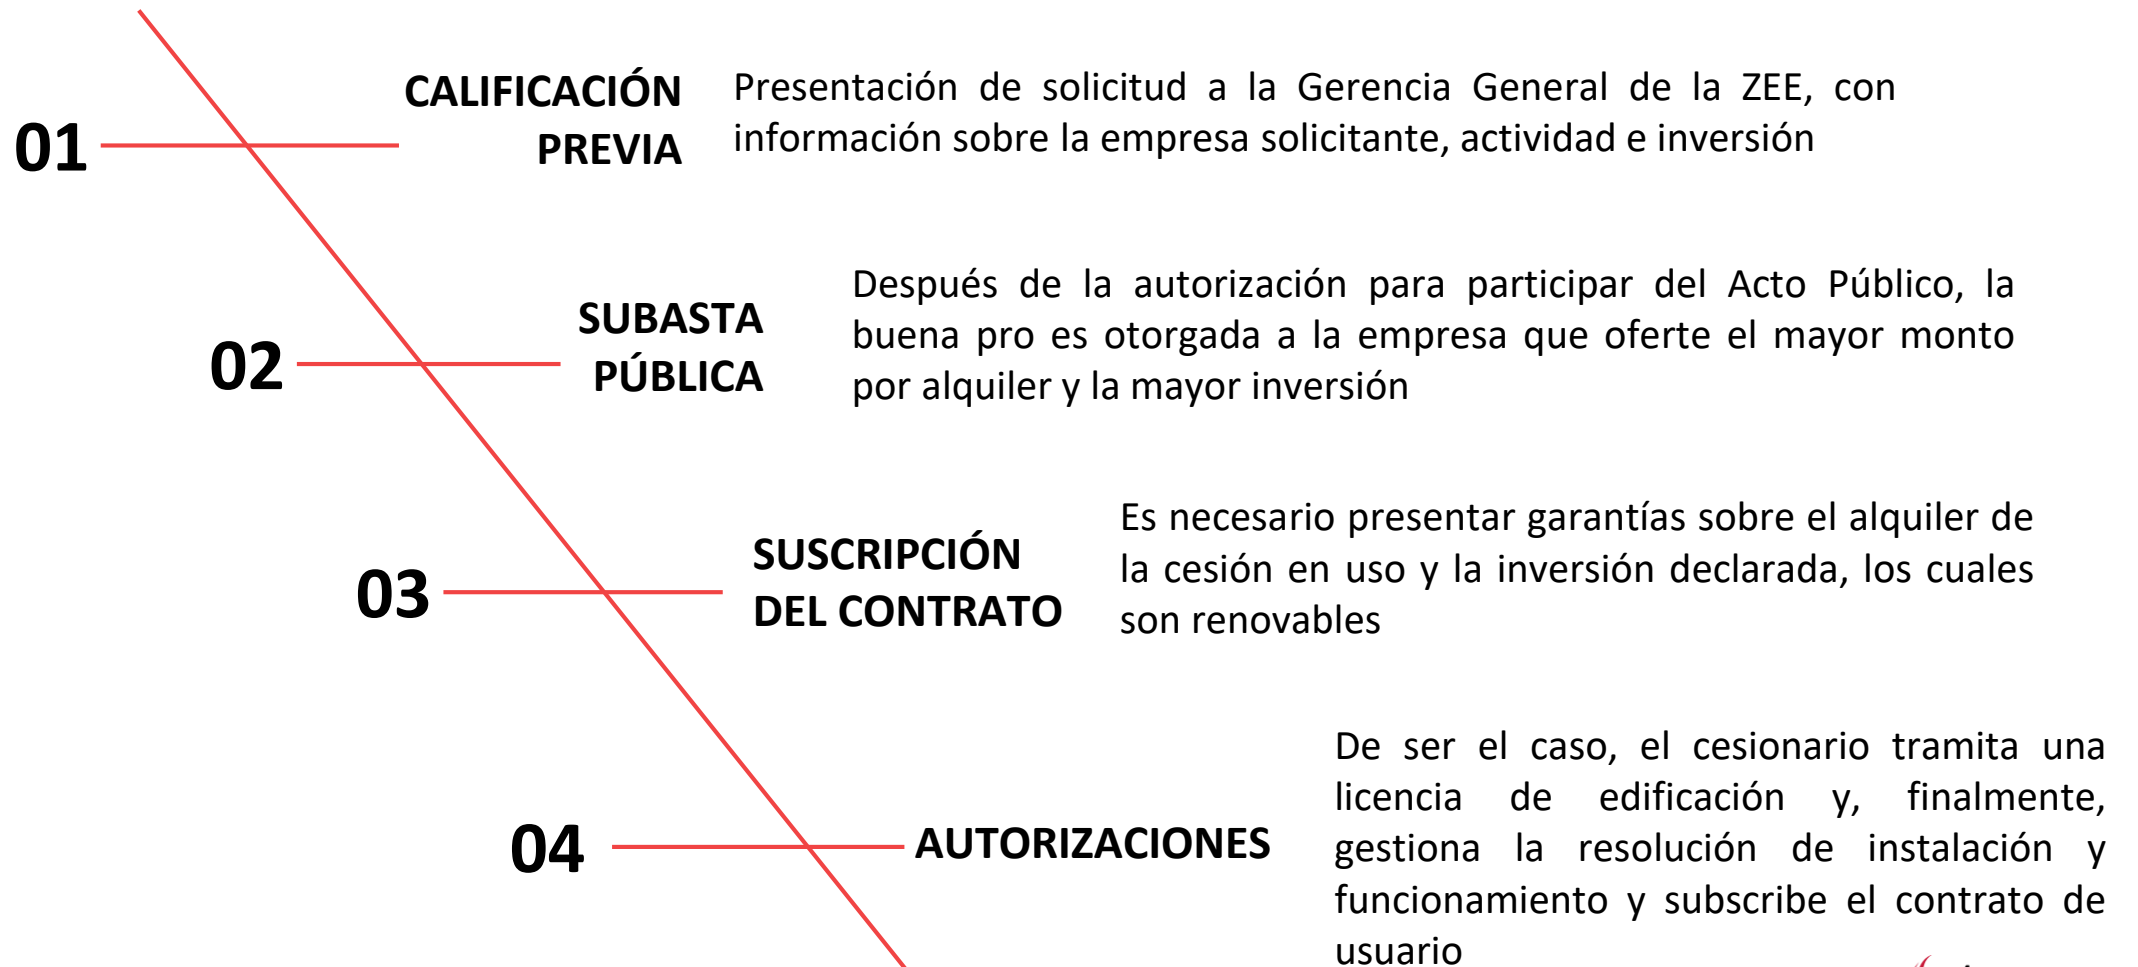 01
CALIFICACIÓN
PREVIA
Presentación de solicitud a la Gerencia General de la ZEE, con
información sobre la empresa solicitante, actividad e inversión
02
SUBASTA
PÚBLICA
Después de la autorización para participar del Acto Público, la
buena pro es otorgada a la empresa que oferte el mayor monto
por alquiler y la mayor inversión
03
SUSCRIPCIÓN
DEL CONTRATO
Es necesario presentar garantías sobre el alquiler de
la cesión en uso y la inversión declarada, los cuales
son renovables
04
AUTORIZACIONES
De ser el caso, el cesionario tramita una
licencia de edificación y, finalmente,
gestiona la resolución de instalación y
funcionamiento y subscribe el contrato de
usuario